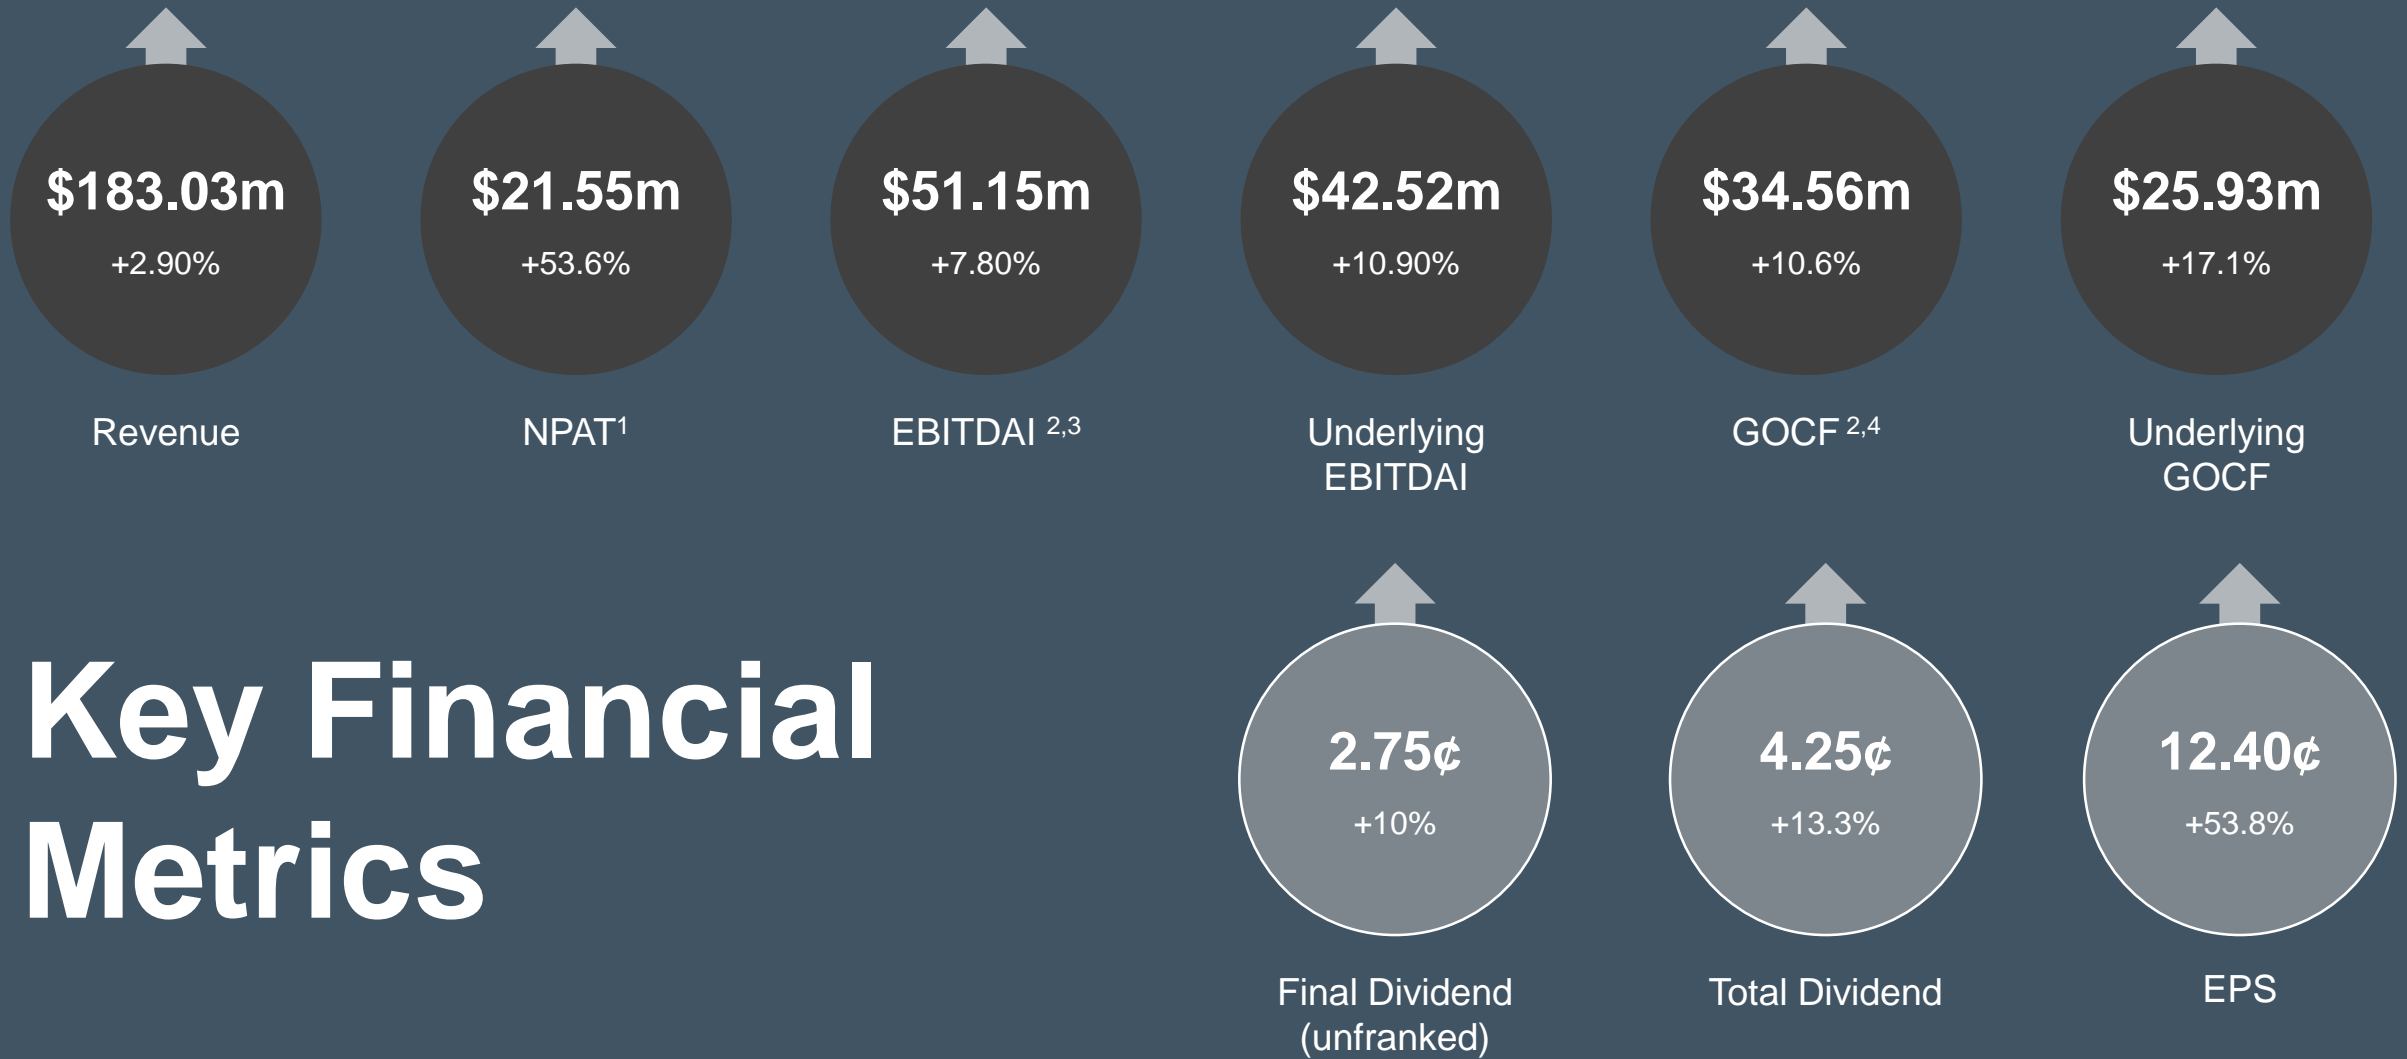 $183.03m
+2.90%
Revenue
$21.55m
+53.6%
NPAT1
$51.15m
+7.80%
EBITDAI 2,3
$42.52m
+10.90%
Underlying
EBITDAI
$34.56m
+10.6%
GOCF 2,4
$25.93m
+17.1%
Underlying
GOCF
Key Financial
Metrics
2.75¢
+10%
Final Dividend
(unfranked)
4.25¢
+13.3%
Total Dividend
12.40¢
+53.8%
EPS